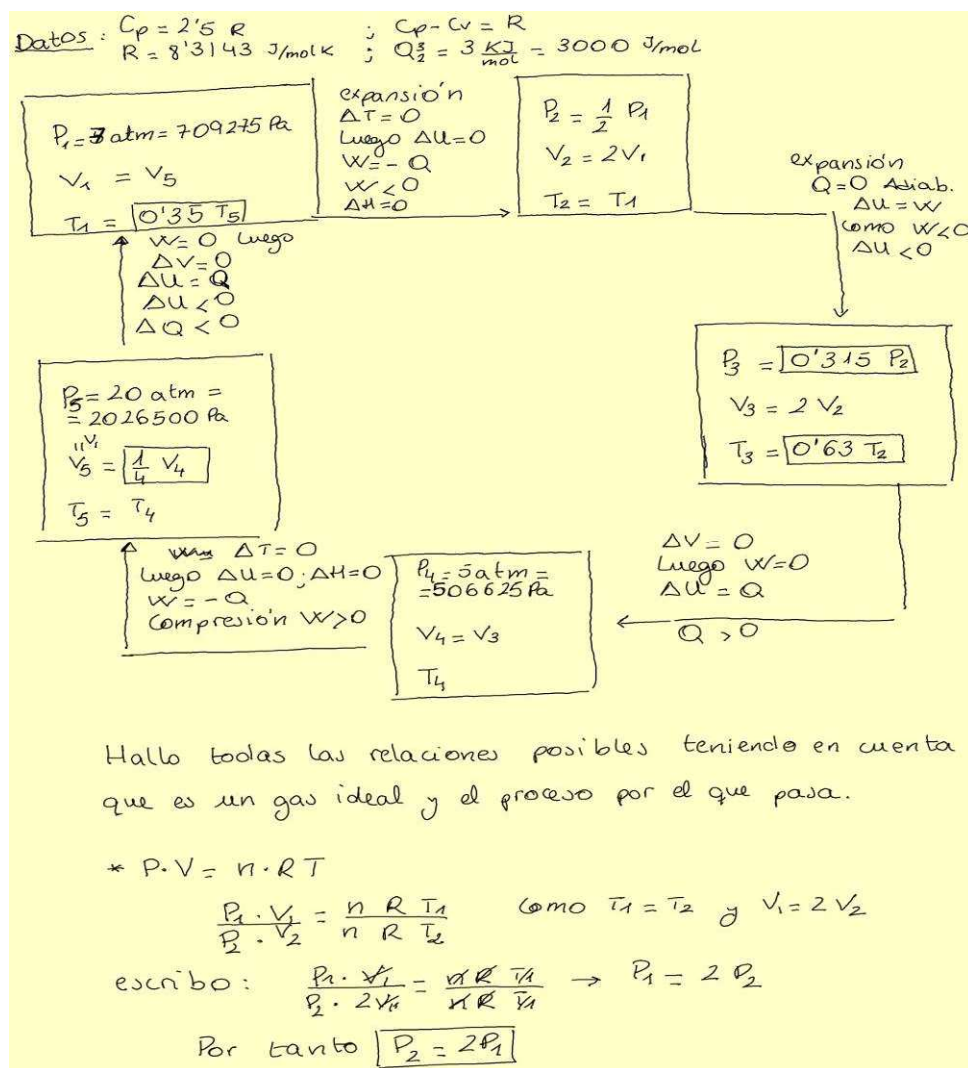 Datos : Cp = 2'5 R ; Cp - Cv = R
R = 8'3143 J/molK ; Q₂³ = 3 KJ/mol = 3000 J/mol
P₁ = 7 atm = 709275 Pa
V₁ = V₅
T₁ = 0'35 T₅
expansión
ΔT = 0
Luego ΔU = 0
W = - Q
W < 0
ΔH = 0
P₂ = 1/2 P₁
V₂ = 2V₁
T₂ = T₁
expansión
Q = 0 Adiab.
ΔU = W
como W < 0
ΔU < 0
W = 0 luego
ΔV = 0
ΔU = Q
ΔU < 0
ΔQ < 0
P₃ = 0'315 P₂
V₃ = 2 V₂
T₃ = 0'63 T₂
P₅ = 20 atm =
= 2026500 Pa
"V₁
V₅ = 1/4 V₄
T₅ = T₄
ΔT = 0
Luego ΔU = 0 ; ΔH = 0
W = - Q
Compresión W > 0
P₄ = 5 atm =
= 506625 Pa
V₄ = V₃
T₄
ΔV = 0
Luego W = 0
ΔU = Q
Q > 0
Hallo todas las relaciones posibles teniendo en cuenta
que es un gas ideal y el proceso por el que pasa.
* P·V = n·R T
P₁ · V₁ / P₂ · V₂ = n R T₁ / n R T₂ como T₁ = T₂ y V₁ = 2 V₂
escribo : P₁ · V₁ / P₂ · 2V₁ = n R T₁ / n R T₁ → P₁ = 2 P₂
Por tanto P₂ = 2P₁